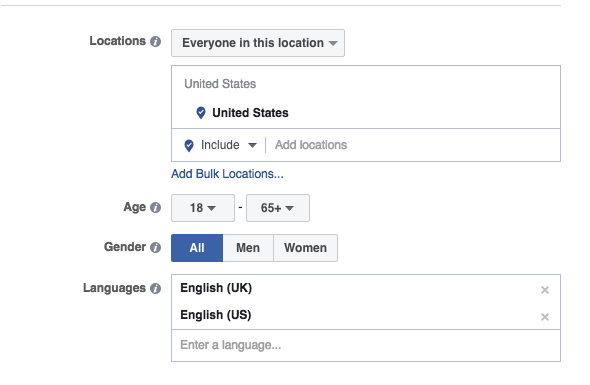 Locations Everyone in this location
United States
United States
Include Add locations
Add Bulk Locations...
Age 18 - 65+
Gender All Men Women
Languages English (UK)
English (US)
Enter a language...